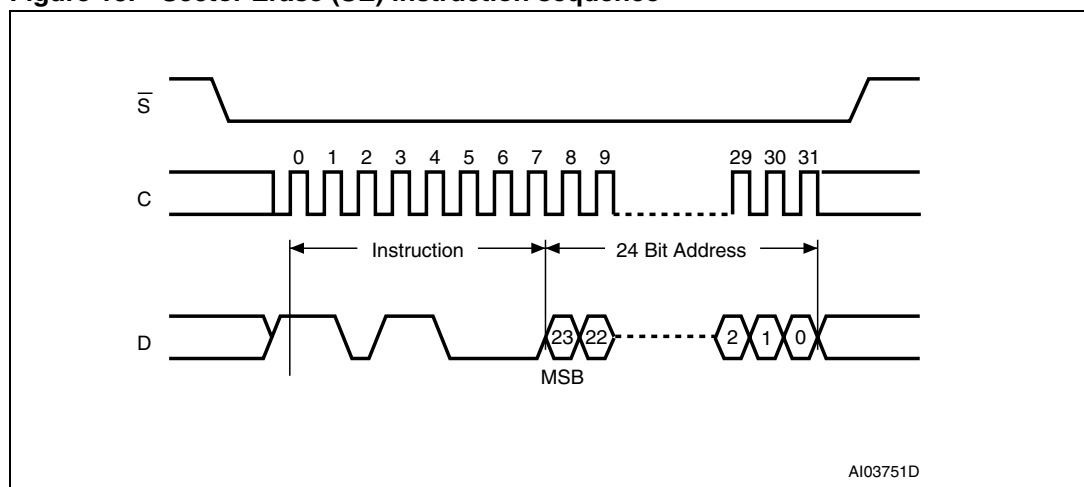 Figure 13. Sector Erase (SE) instruction sequence
S
0 1 2 3 4 5 6 7 8 9 29 30 31
C
Instruction 24 Bit Address
D
23 22 2 1 0
MSB
AI03751D